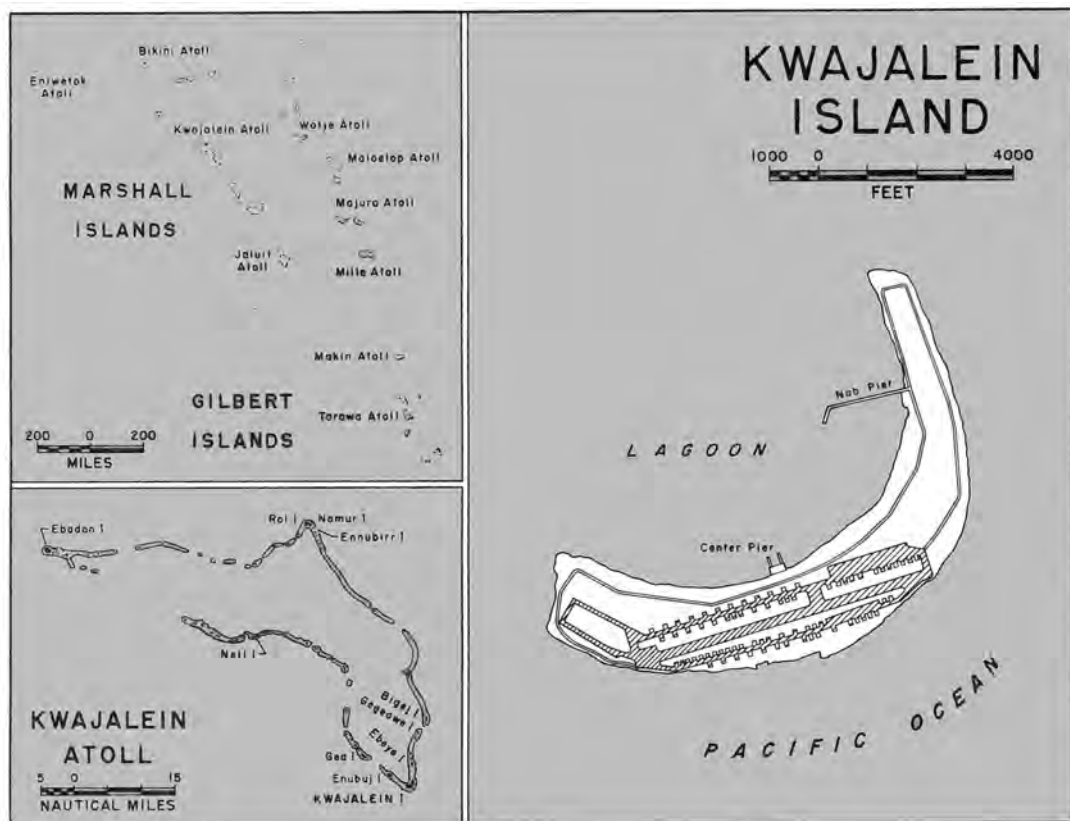 Bikini Atoll
Eniwetok
Atoll
Kwajalein Atoll
Wotje Atoll
Maloelap Atoll
MARSHALL
ISLANDS
Majuro Atoll
Jaluit
Atoll
Mille Atoll
Makin Atoll
GILBERT
ISLANDS
Tarawa Atoll
200 0 200
MILES
Ebadon I
Roi I
Namur I
Ennubirr I
Nell I
Bigej I
Gugeowe I
Ebeye I
Gea I
Enubuj I
KWAJALEIN I
KWAJALEIN
ATOLL
5 0 15
NAUTICAL MILES
KWAJALEIN
ISLAND
1000 0 4000
FEET
Nob Pier
LAGOON
Center Pier
PACIFIC OCEAN